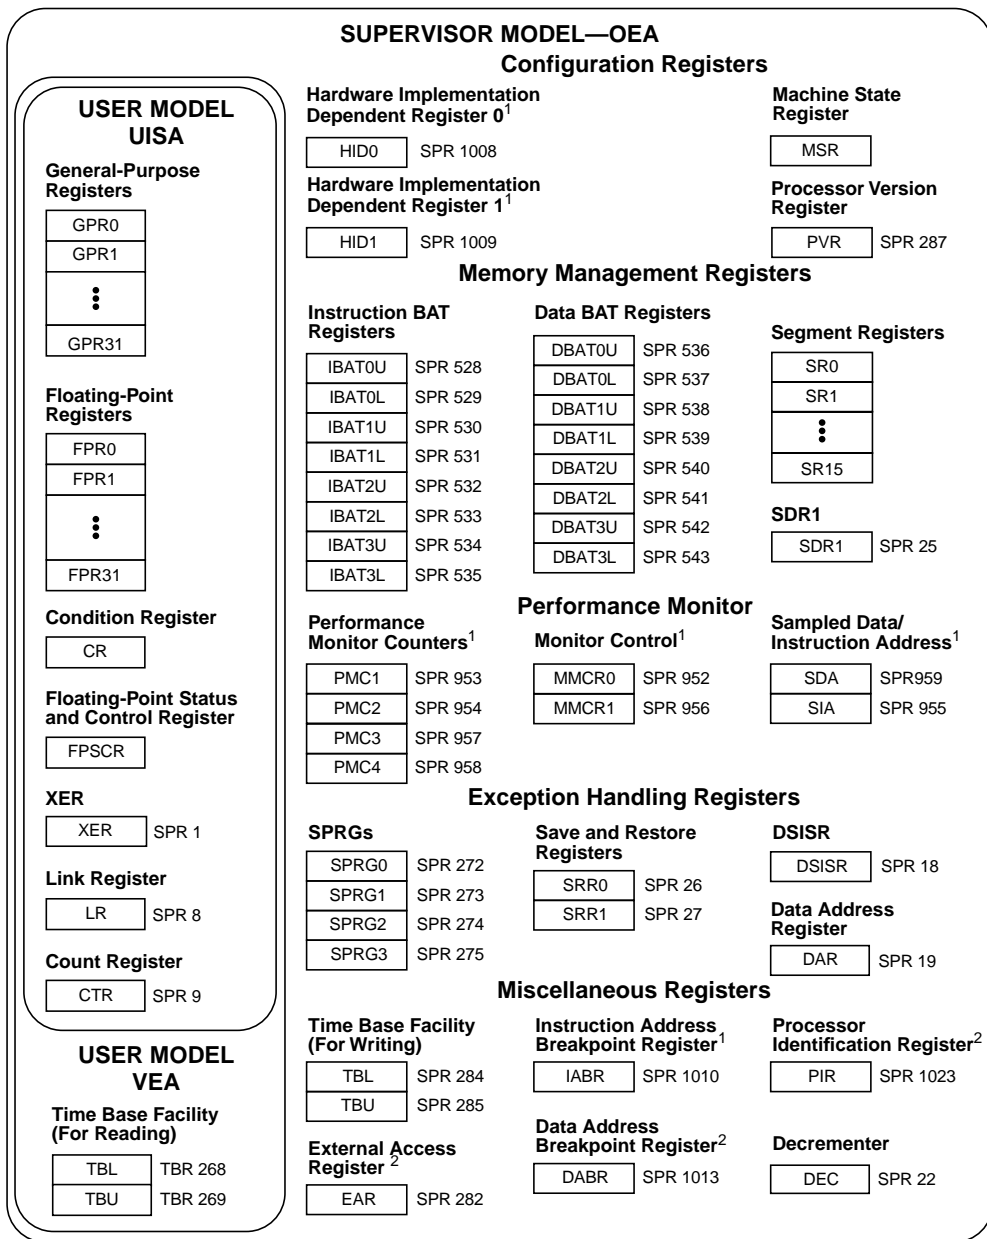 SUPERVISOR MODEL—OEA
Configuration Registers
USER MODEL
UISA
General-Purpose
Registers
GPR0
GPR1
GPR31
Floating-Point
Registers
FPR0
FPR1
FPR31
Condition Register
CR
Floating-Point Status
and Control Register
FPSCR
XER
XER SPR 1
Link Register
LR SPR 8
Count Register
CTR SPR 9
USER MODEL
VEA
Time Base Facility
(For Reading)
TBL TBR 268
TBU TBR 269
Hardware Implementation
Dependent Register 01
HID0 SPR 1008
Hardware Implementation
Dependent Register 11
HID1 SPR 1009
Machine State
Register
MSR
Processor Version
Register
PVR SPR 287
Memory Management Registers
Instruction BAT
Registers
IBAT0U SPR 528
IBAT0L SPR 529
IBAT1U SPR 530
IBAT1L SPR 531
IBAT2U SPR 532
IBAT2L SPR 533
IBAT3U SPR 534
IBAT3L SPR 535
Data BAT Registers
DBAT0U SPR 536
DBAT0L SPR 537
DBAT1U SPR 538
DBAT1L SPR 539
DBAT2U SPR 540
DBAT2L SPR 541
DBAT3U SPR 542
DBAT3L SPR 543
Segment Registers
SR0
SR1
SR15
SDR1
SDR1 SPR 25
Performance Monitor
Performance
Monitor Counters1
PMC1 SPR 953
PMC2 SPR 954
PMC3 SPR 957
PMC4 SPR 958
Monitor Control1
MMCR0 SPR 952
MMCR1 SPR 956
Sampled Data/
Instruction Address1
SDA SPR959
SIA SPR 955
Exception Handling Registers
SPRGs
SPRG0 SPR 272
SPRG1 SPR 273
SPRG2 SPR 274
SPRG3 SPR 275
Save and Restore
Registers
SRR0 SPR 26
SRR1 SPR 27
DSISR
DSISR SPR 18
Data Address
Register
DAR SPR 19
Miscellaneous Registers
Time Base Facility
(For Writing)
TBL SPR 284
TBU SPR 285
External Access
Register 2
EAR SPR 282
Instruction Address
Breakpoint Register1
IABR SPR 1010
Data Address
Breakpoint Register2
DABR SPR 1013
Processor
Identification Register2
PIR SPR 1023
Decrementer
DEC SPR 22